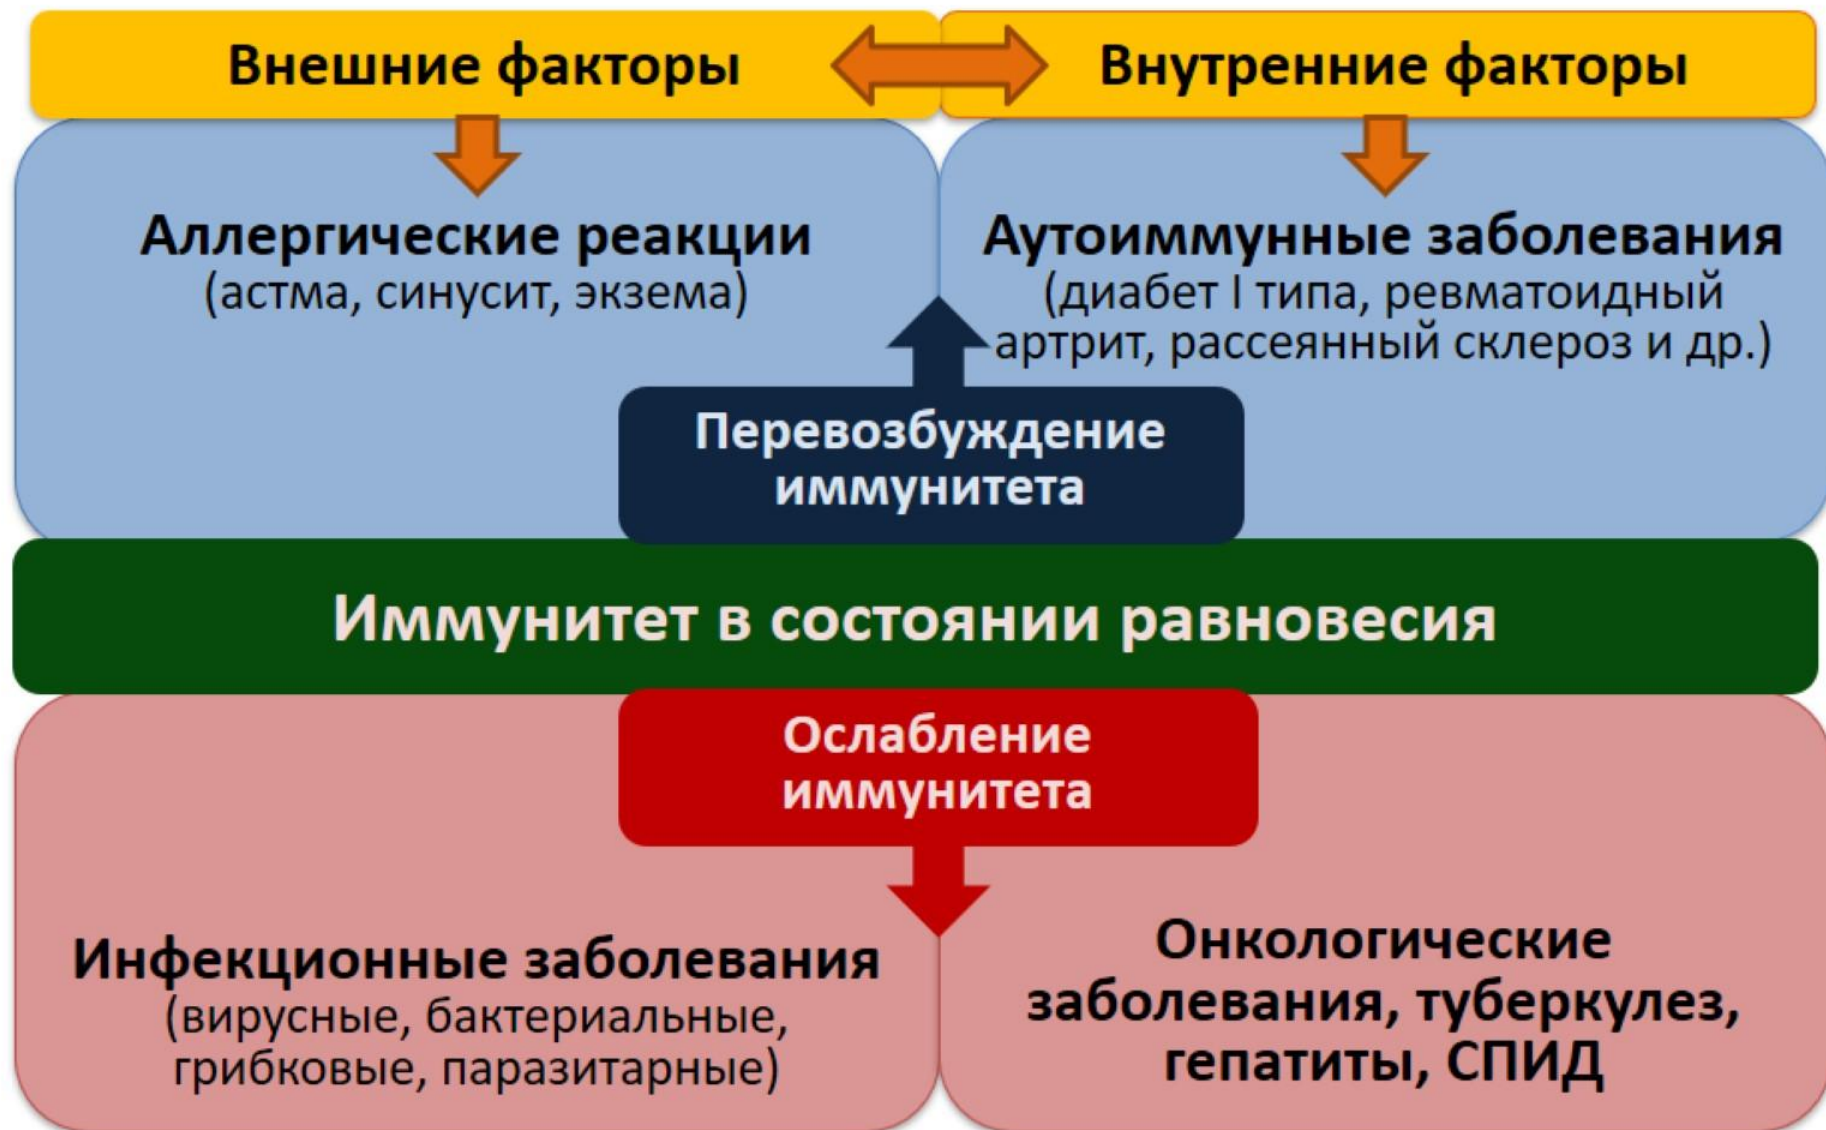 Внешние факторы
Внутренние факторы
Аллергические реакции
(астма, синусит, экзема)
Аутоиммунные заболевания
(диабет I типа, ревматоидный
артрит, рассеянный склероз и др.)
Перевозбуждение
иммунитета
Иммунитет в состоянии равновесия
Ослабление
иммунитета
Инфекционные заболевания
(вирусные, бактериальные,
грибковые, паразитарные)
Онкологические
заболевания, туберкулез,
гепатиты, СПИД